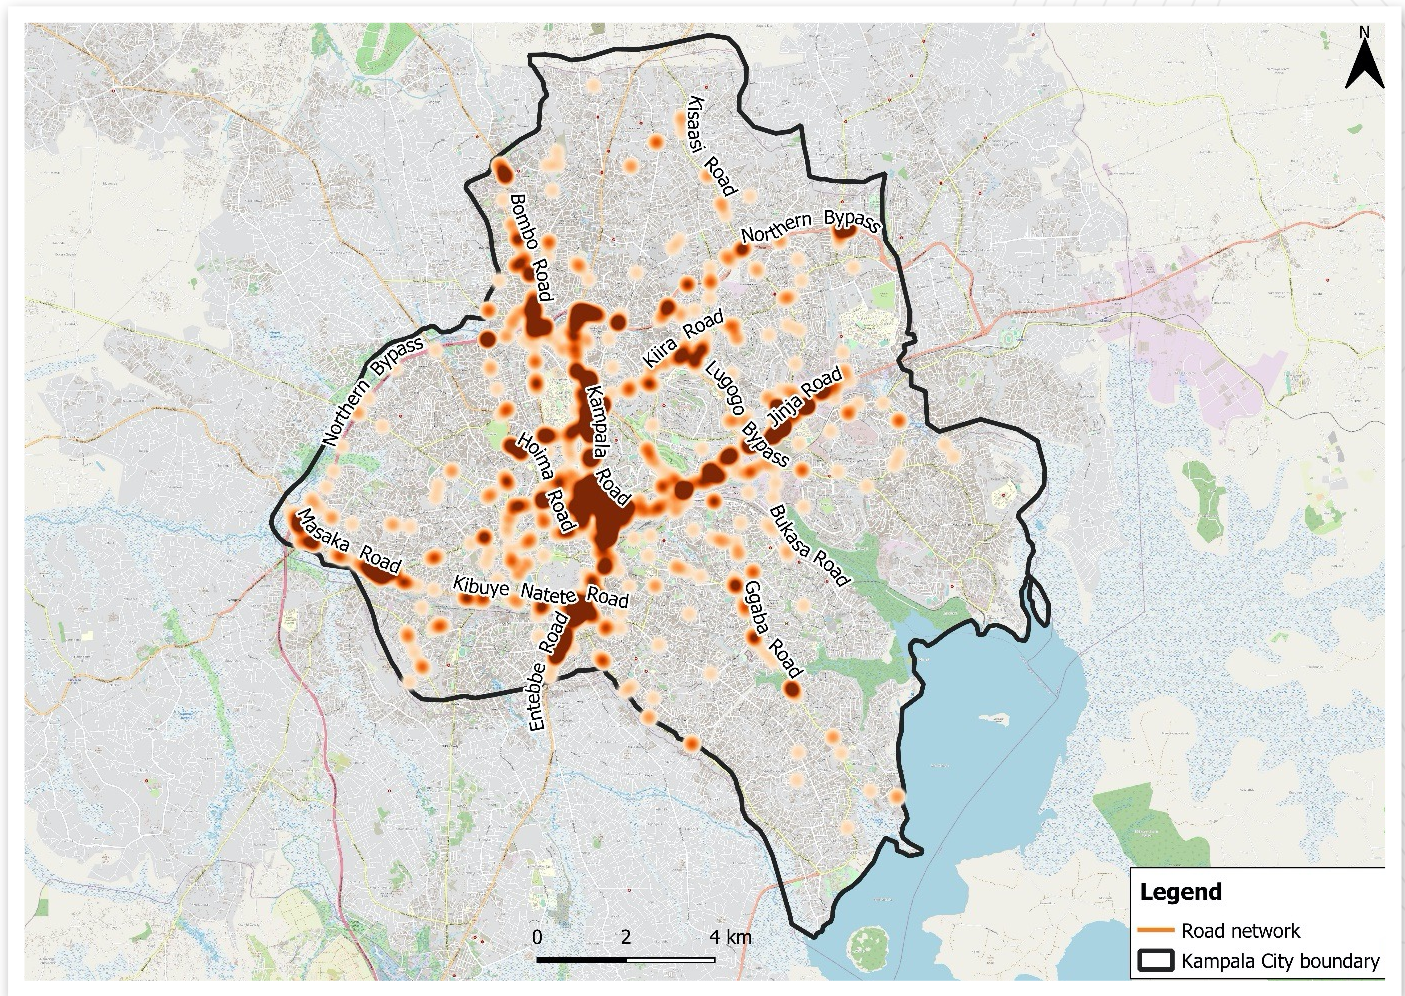 N
Kisaasi Road
Bombo Road
Northern Bypass
Kiira Road
Northern Bypass
Lugogo Bypass
Jinja Road
Kampala Road
Hoima Road
Masaka Road
Bukasa Road
Kibuye Natete Road
Ggaba Road
Entebbe Road
0 2 4 km
Legend
Road network
Kampala City boundary